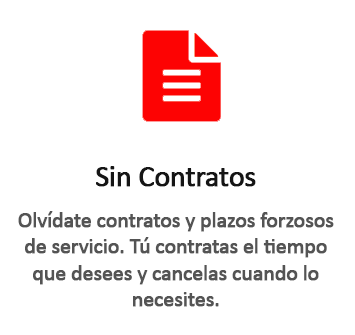 Sin Contratos
Olvídate contratos y plazos forzosos
de servicio. Tú contratas el tiempo
que desees y cancelas cuando lo
necesites.